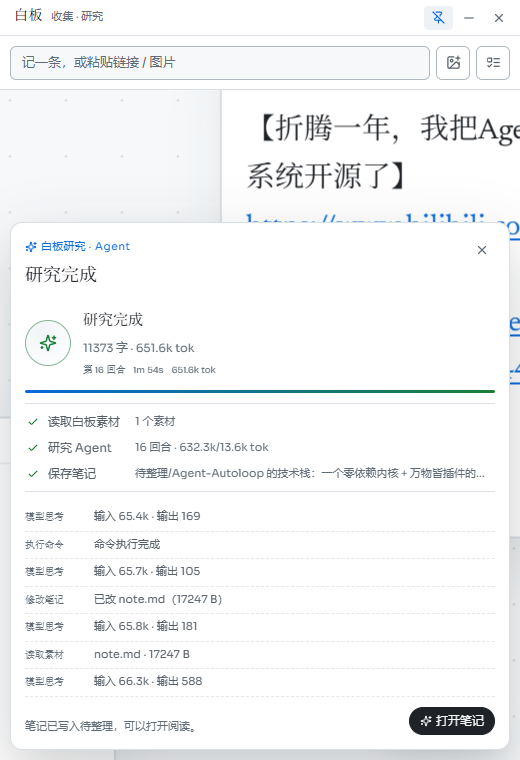 白板 收集 · 研究
记一条，或粘贴链接 / 图片
【折腾一年，我把Age
系统开源了】
白板研究 · Agent
研究完成
研究完成
11373 字 · 651.6k tok
第 16 回合 1m 54s 651.6k tok
读取白板素材 1 个素材
研究 Agent 16 回合 · 632.3k/13.6k tok
保存笔记 待整理/Agent-Autoloop 的技术栈：一个零依赖内核 + 万物皆插件的...
模型思考 输入 65.4k · 输出 169
执行命令 命令执行完成
模型思考 输入 65.7k · 输出 105
修改笔记 已改 note.md（17247 B）
模型思考 输入 65.8k · 输出 181
读取素材 note.md · 17247 B
模型思考 输入 66.3k · 输出 588
笔记已写入待整理，可以打开阅读。 打开笔记